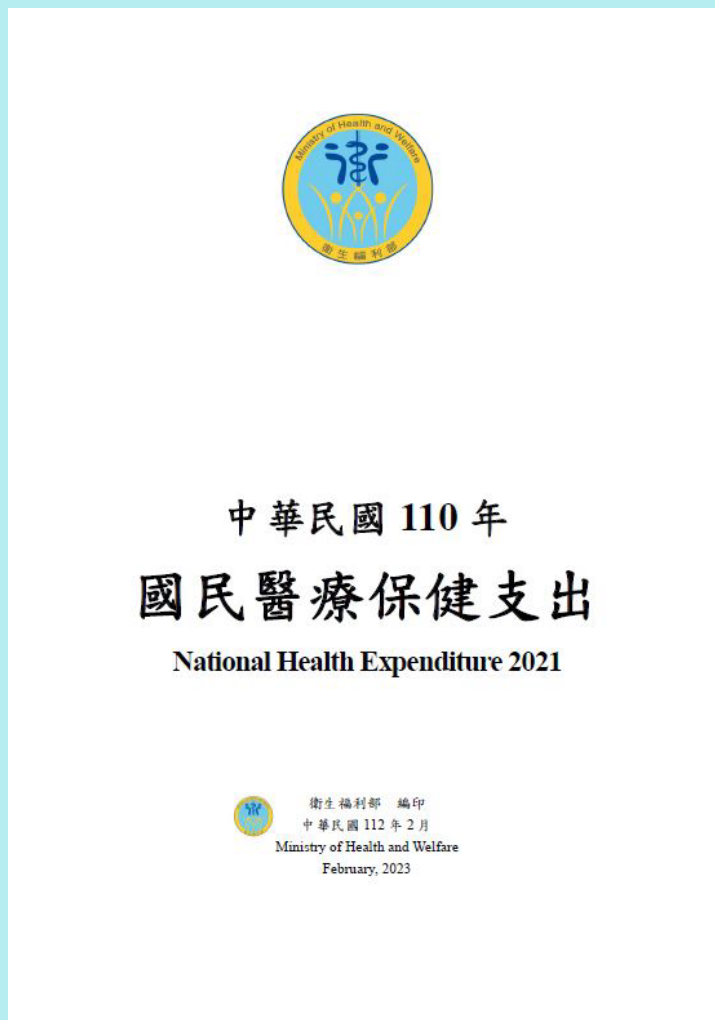 Ministry of Health and Welfare
衛生福利部
中華民國 110 年
國民醫療保健支出
National Health Expenditure 2021
衛生福利部 編印
中華民國 112 年 2 月
Ministry of Health and Welfare
February, 2023